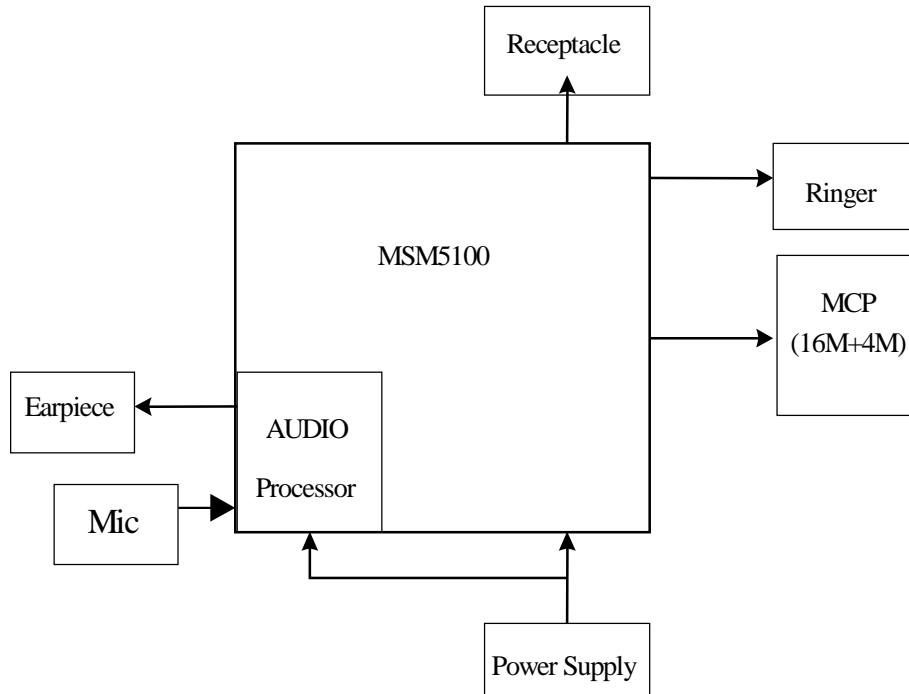 Receptacle
Ringer
MSM5100
MCP
(16M+4M)
Earpiece
AUDIO
Processor
Mic
Power Supply